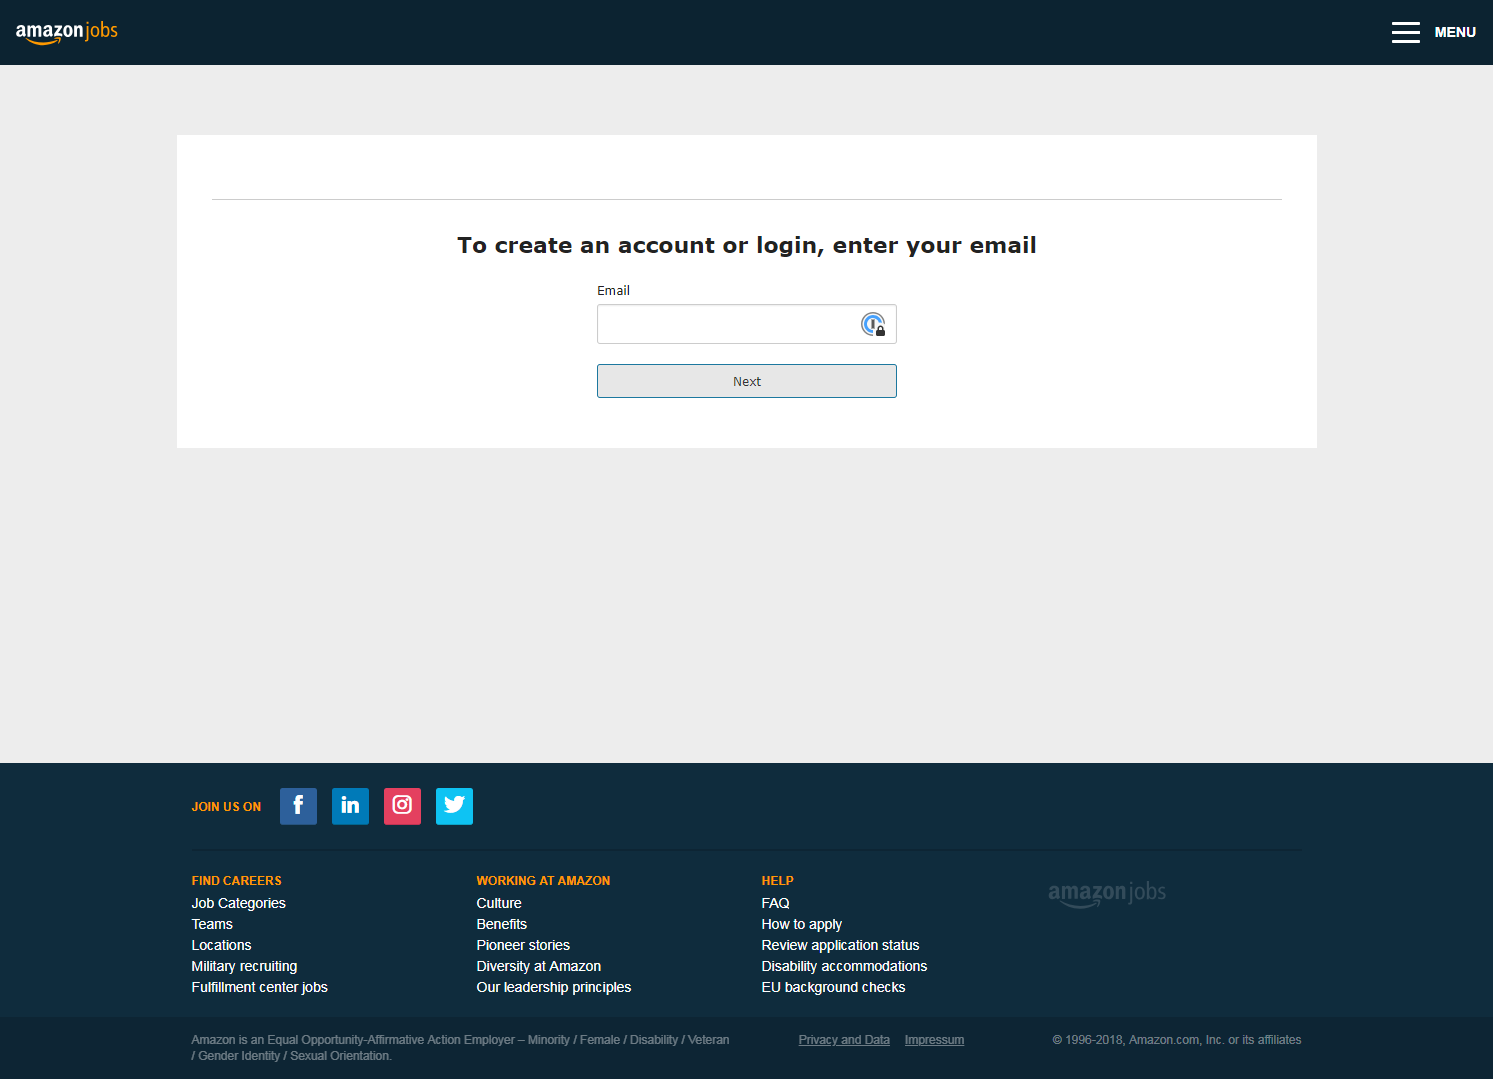 amazonjobs
MENU
To create an account or login, enter your email
Email
Next
JOIN US ON
f
in
FIND CAREERS
Job Categories
Teams
Locations
Military recruiting
Fulfillment center jobs
WORKING AT AMAZON
Culture
Benefits
Pioneer stories
Diversity at Amazon
Our leadership principles
HELP
FAQ
How to apply
Review application status
Disability accommodations
EU background checks
amazonjobs
Amazon is an Equal Opportunity-Affirmative Action Employer – Minority / Female / Disability / Veteran
/ Gender Identity / Sexual Orientation.
Privacy and Data
Impressum
© 1996-2018, Amazon.com, Inc. or its affiliates